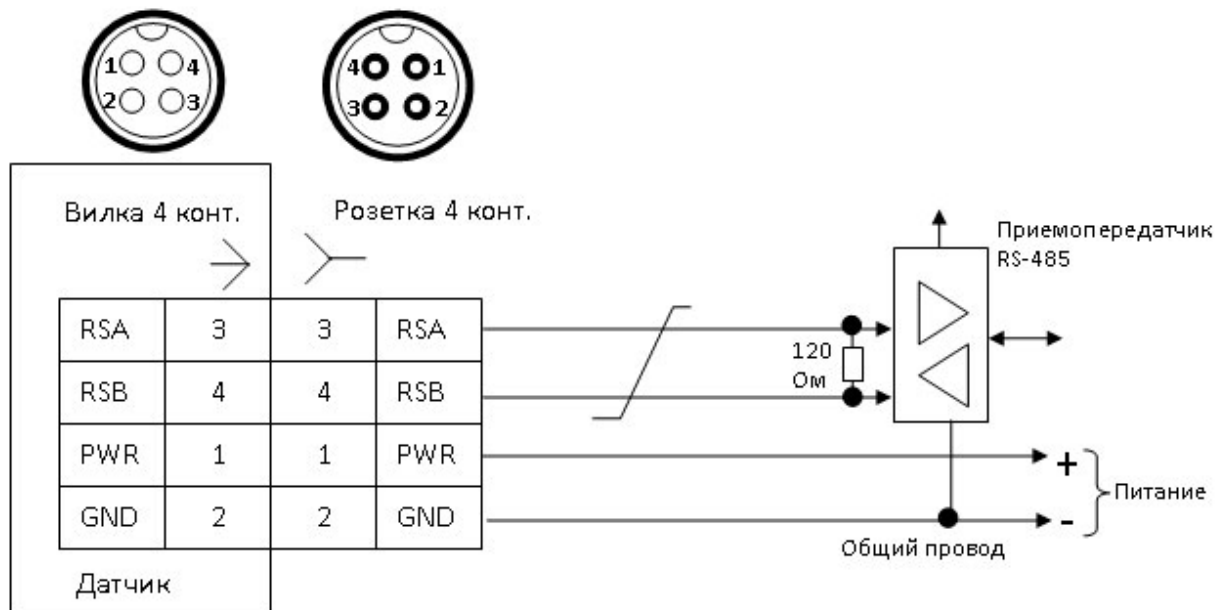 1 4
2 3
4 1
3 2
Вилка 4 конт.
Розетка 4 конт.
Приемопередатчик
RS-485
RSA 3 3 RSA
120
Ом
RSB 4 4 RSB
PWR 1 1 PWR
+
Питание
GND 2 2 GND
-
Общий провод
Датчик